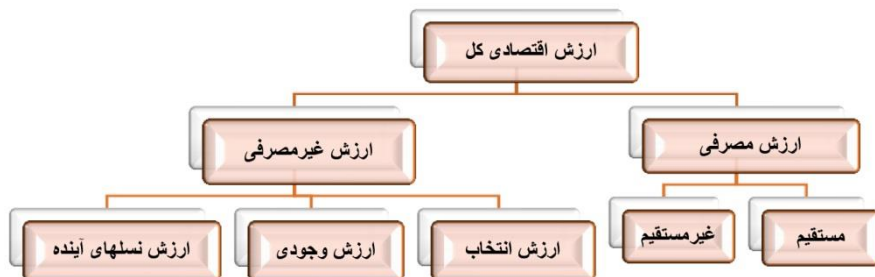 ارزش اقتصادی کل
ارزش مصرفی
ارزش غیرمصرفی
مستقیم
غیرمستقیم
ارزش انتخاب
ارزش وجودی
ارزش نسلهای آینده